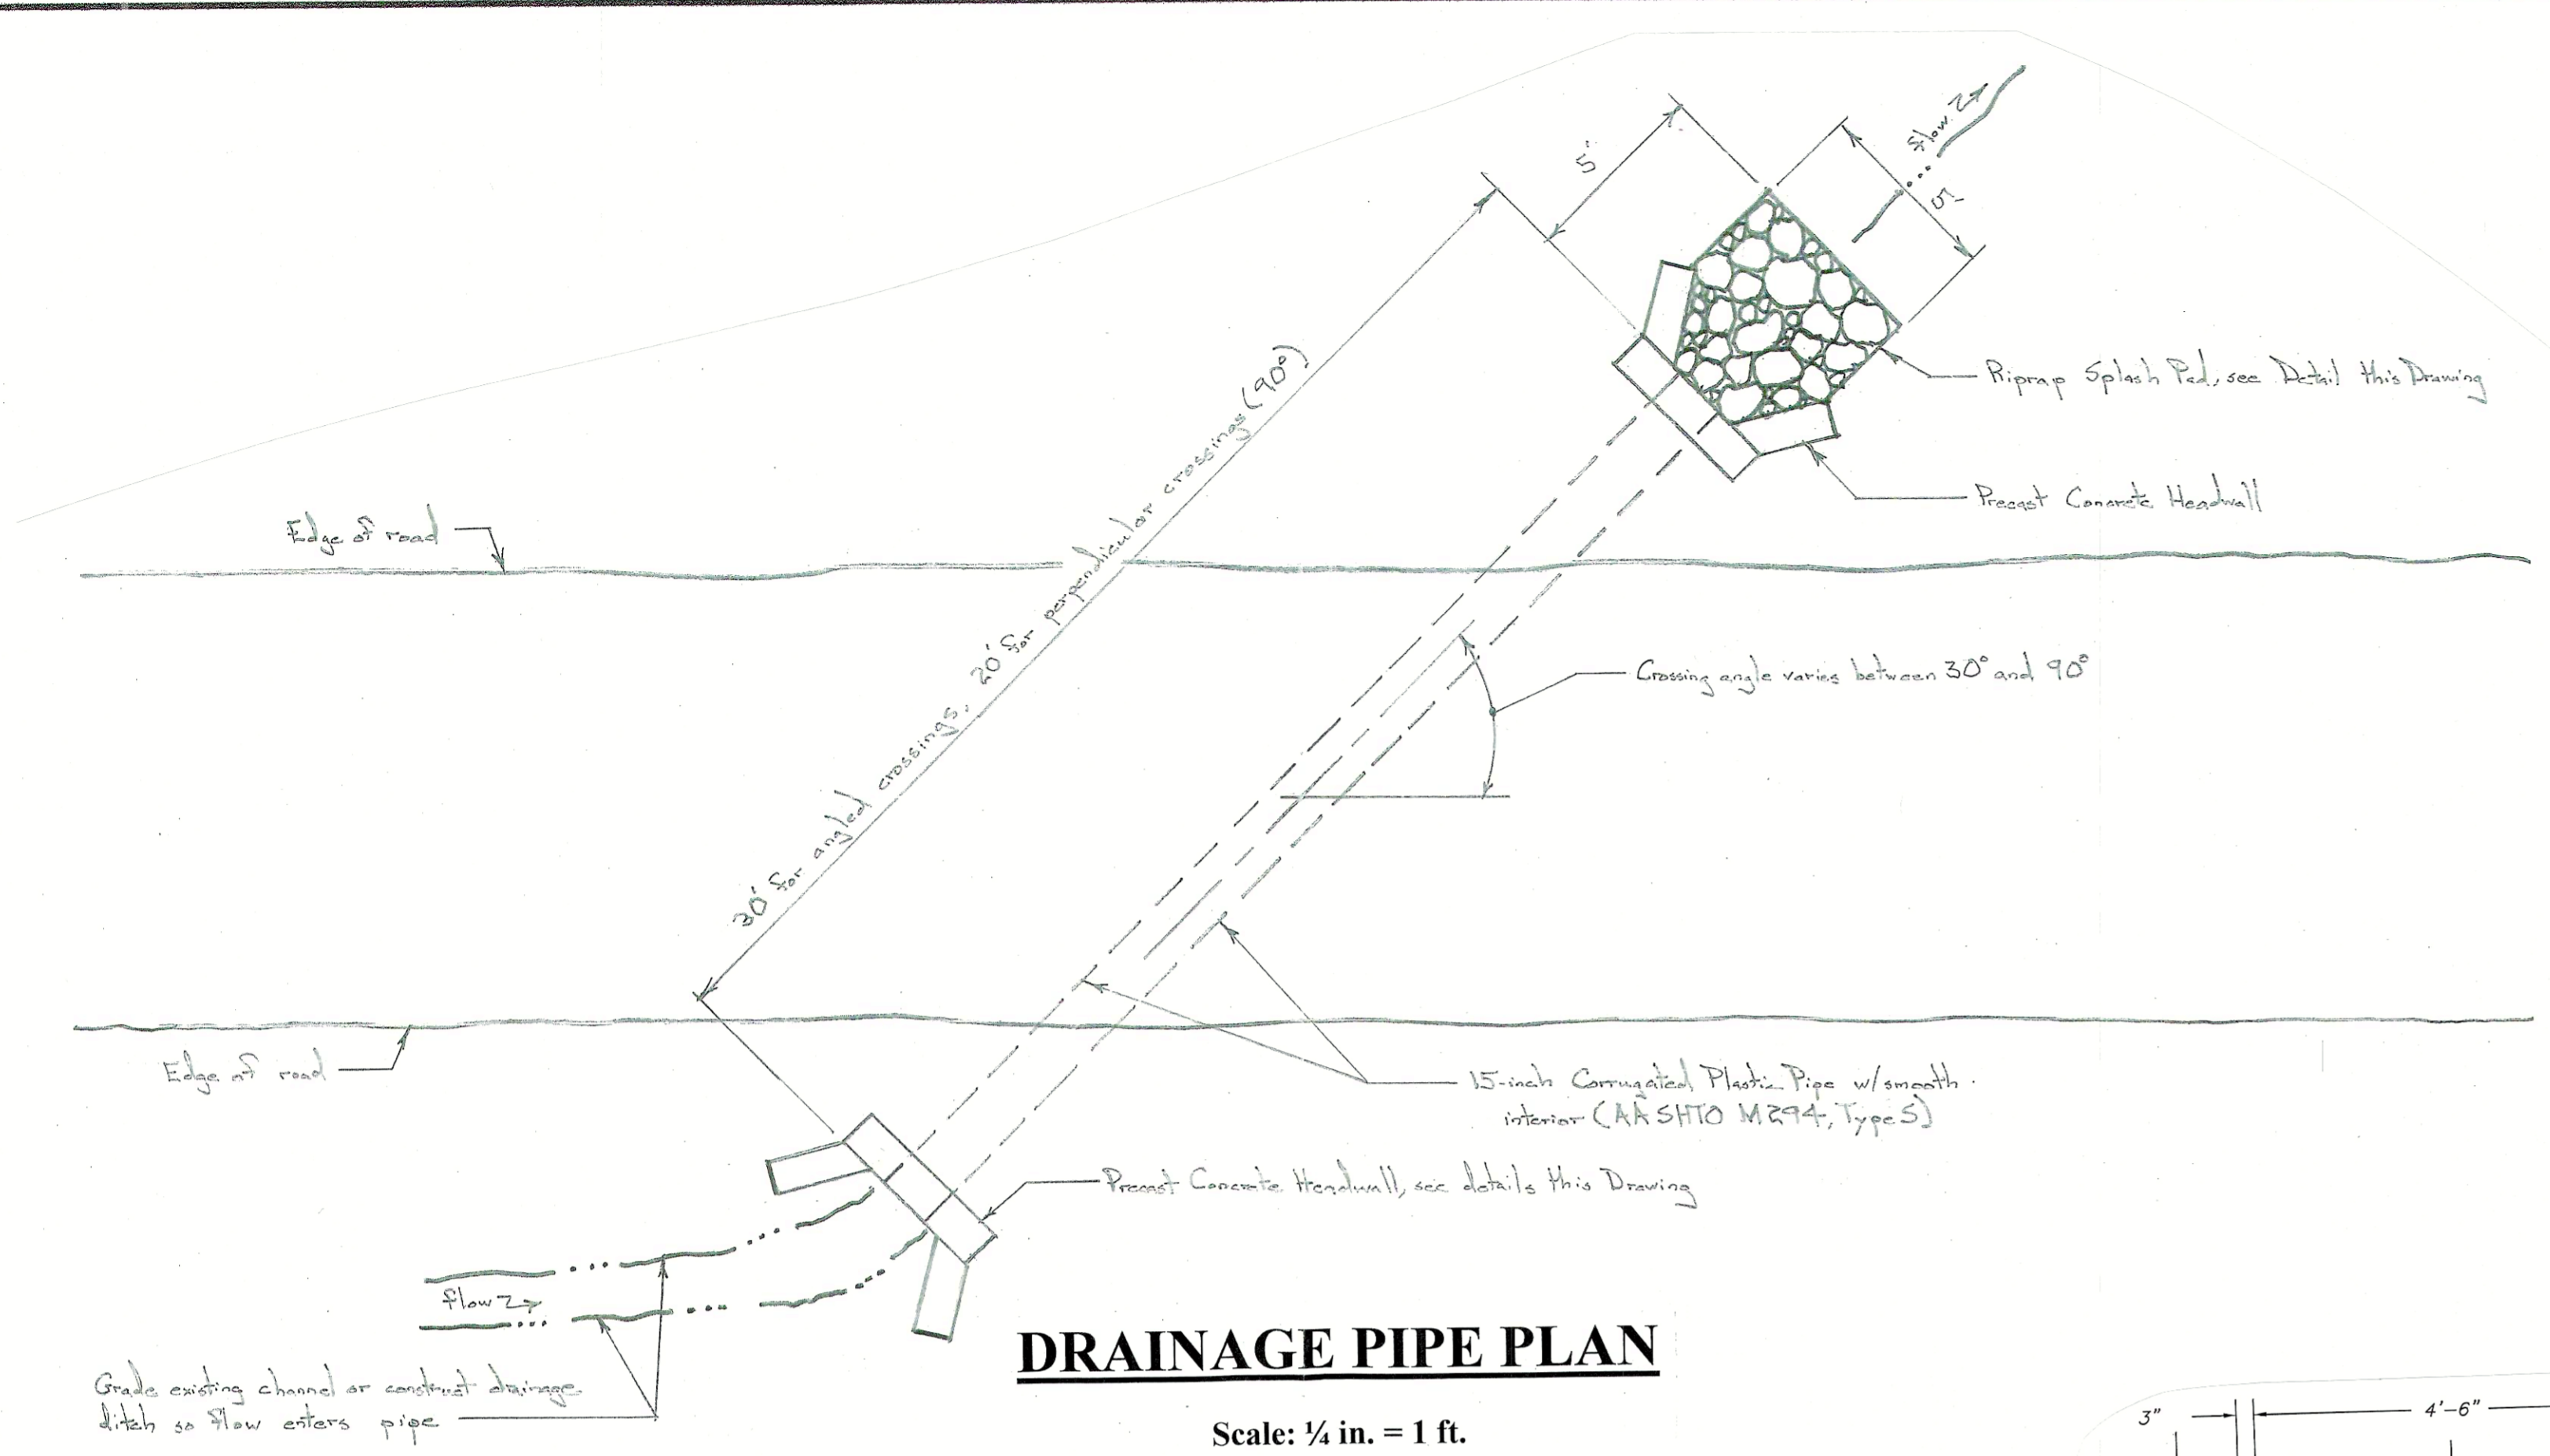 5'
flow
5'
30' for angled crossings, 20' for perpendicular crossings (90°)
Riprap Splash Pad, see Detail this Drawing
Precast Concrete Headwall
Edge of road
Crossing angle varies between 30° and 90°
Edge of road
15-inch Corrugated Plastic Pipe w/smooth
interior (AASHTO M294, Type S)
Precast Concrete Headwall, see details this Drawing
flow
Grade existing channel or construct drainage
ditch so flow enters pipe
DRAINAGE PIPE PLAN
Scale: ¼ in. = 1 ft.
3"
4'-6"